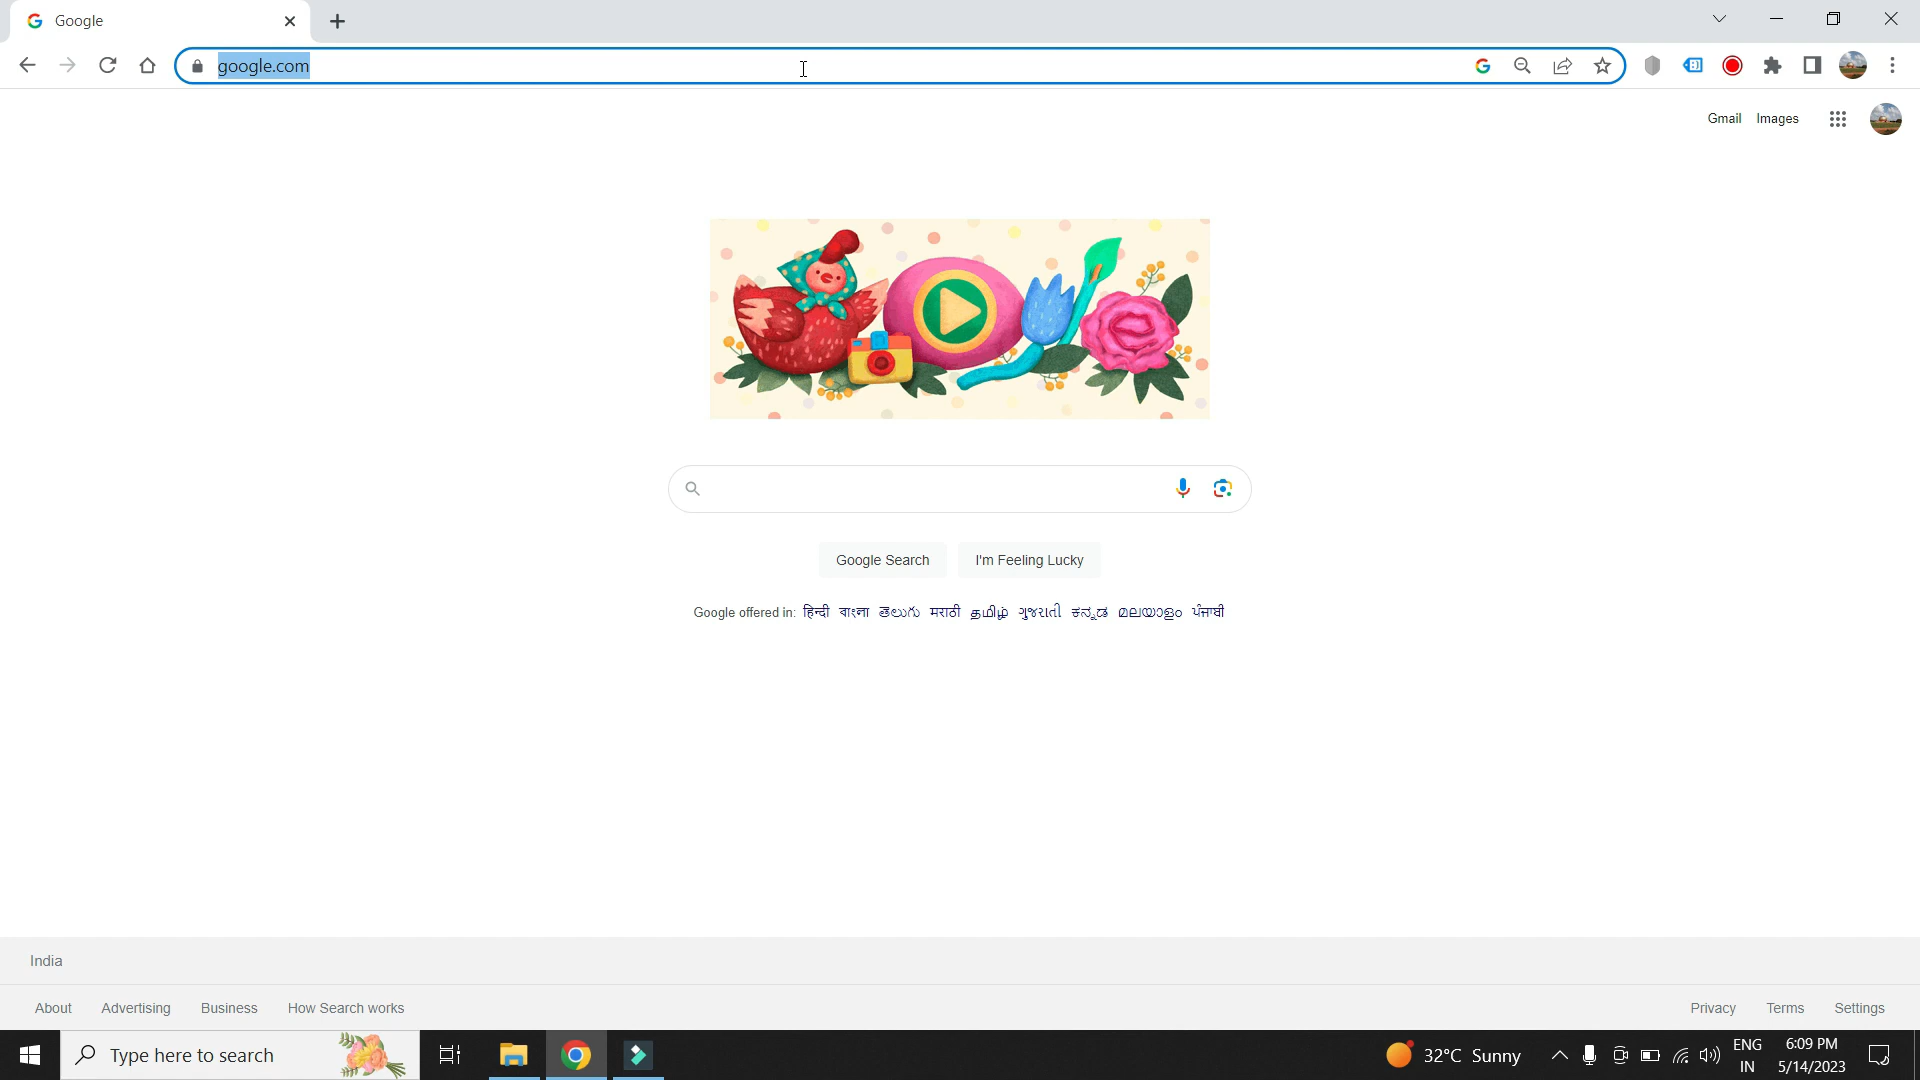 Google
google.com
Gmail Images
Google Search I'm Feeling Lucky
Google offered in: हिन्दी বাংলা తెలుగు मराठी தமிழ் ગુજરાતી ಕನ್ನಡ മലയാളം ਪੰਜਾਬੀ
India
About Advertising Business How Search works Privacy Terms Settings
Type here to search
32°C Sunny
ENG
IN
6:09 PM
5/14/2023